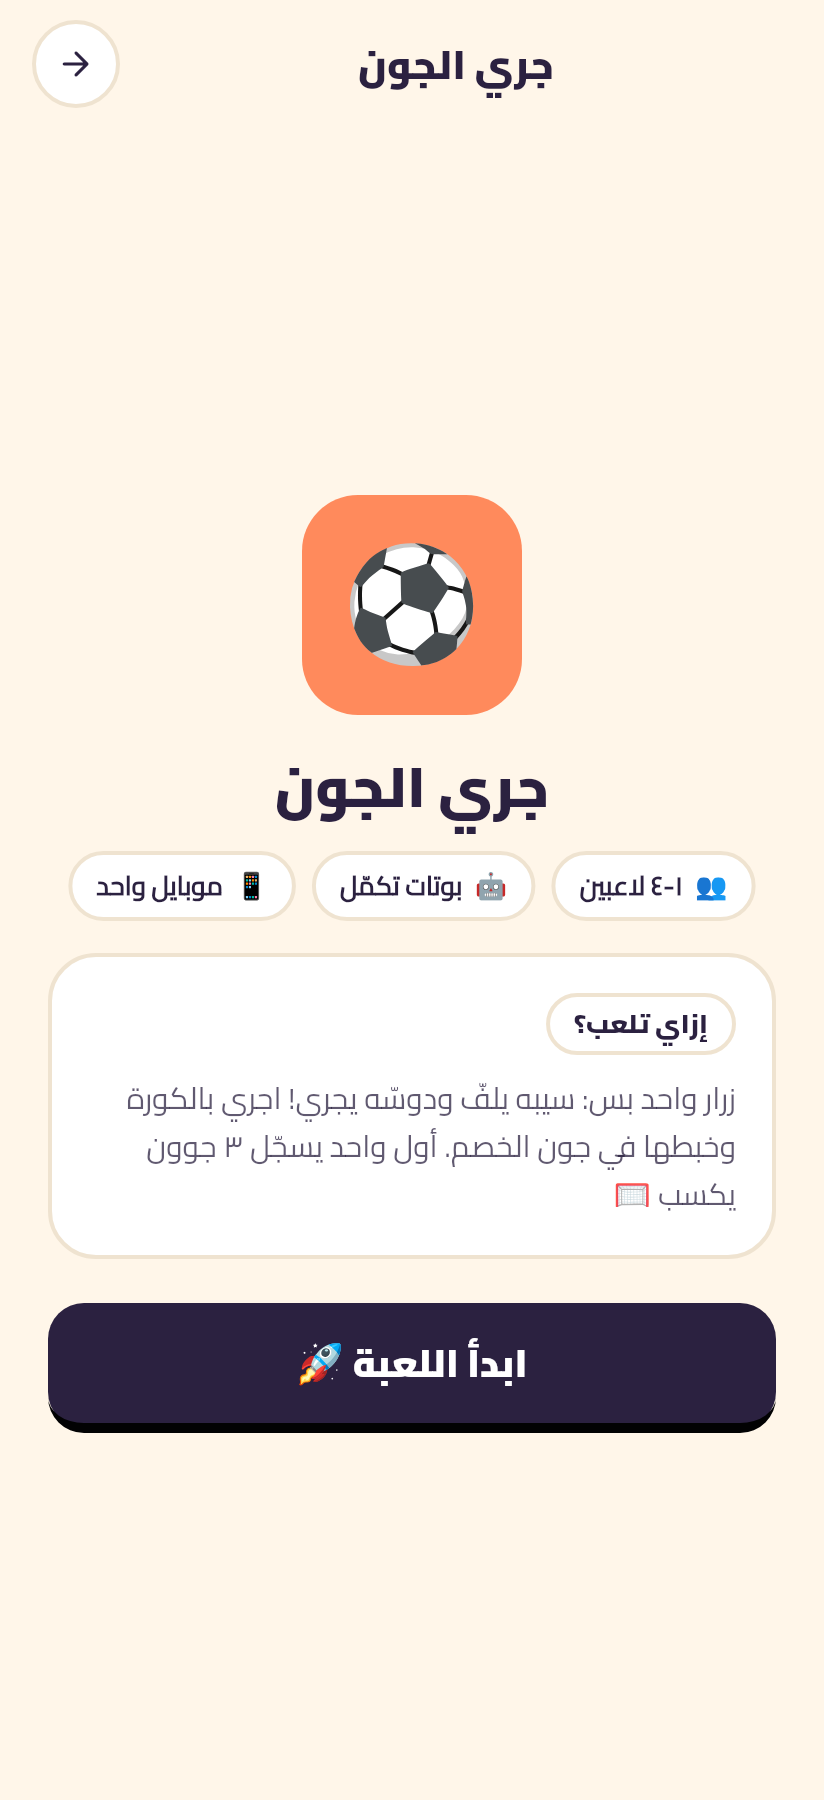 جري الجون
جري الجون
👥 ١-٤ لاعبين
🤖 بوتات تكمّل
📱 موبايل واحد
إزاي تلعب؟
زرار واحد بس: سيبه يلفّ ودوسّه يجري! اجري بالكورة
وخبطها في جون الخصم. أول واحد يسجّل ٣ جوون
يكسب 🥅
ابدأ اللعبة 🚀